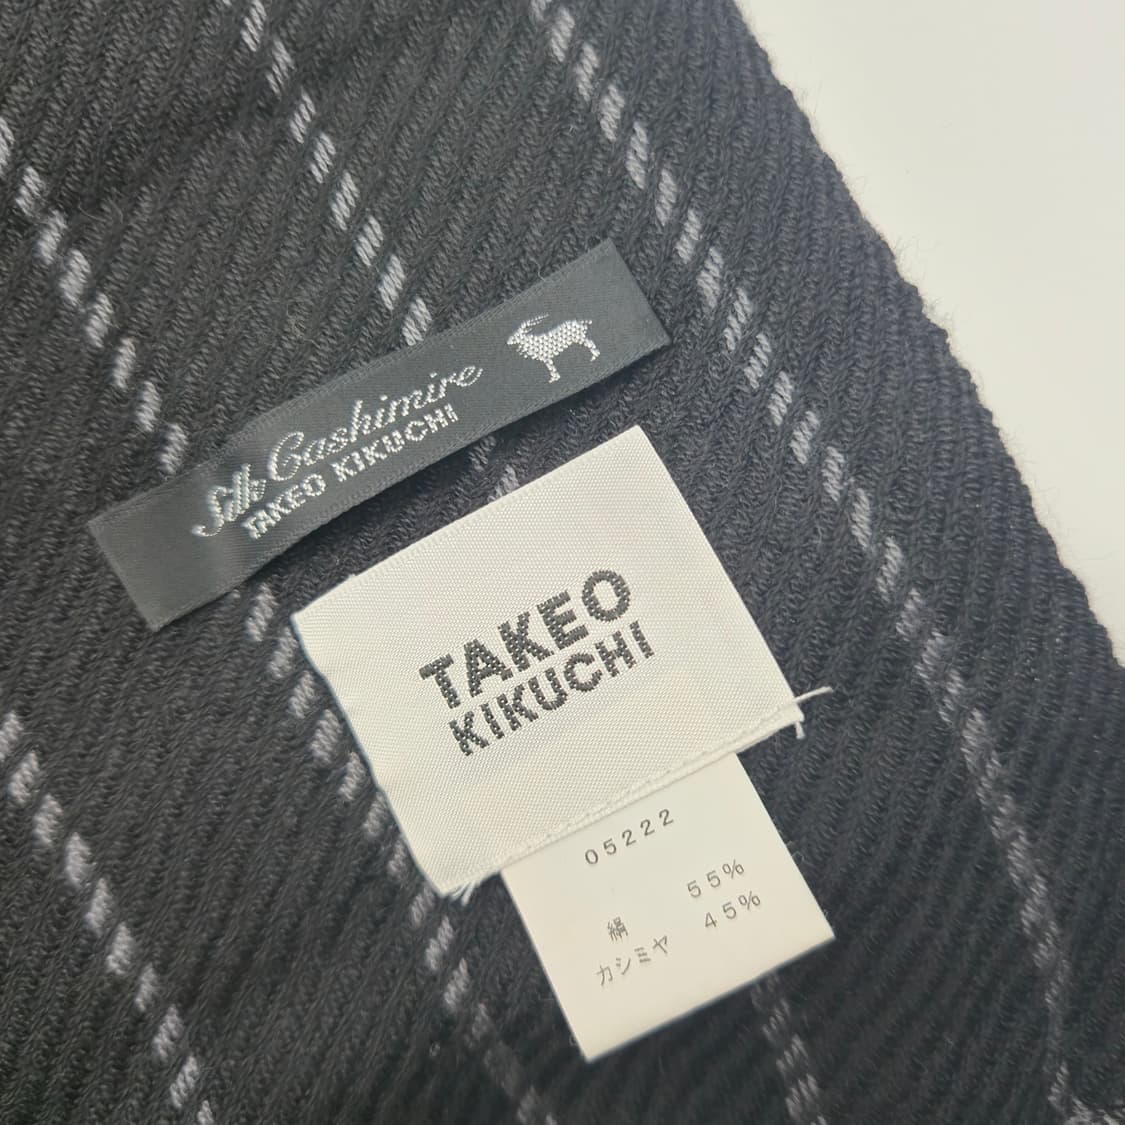 Silk Cashimire
TAKEO KIKUCHI
TAKEO
KIKUCHI
05222
絹 55%
カシミヤ 45%